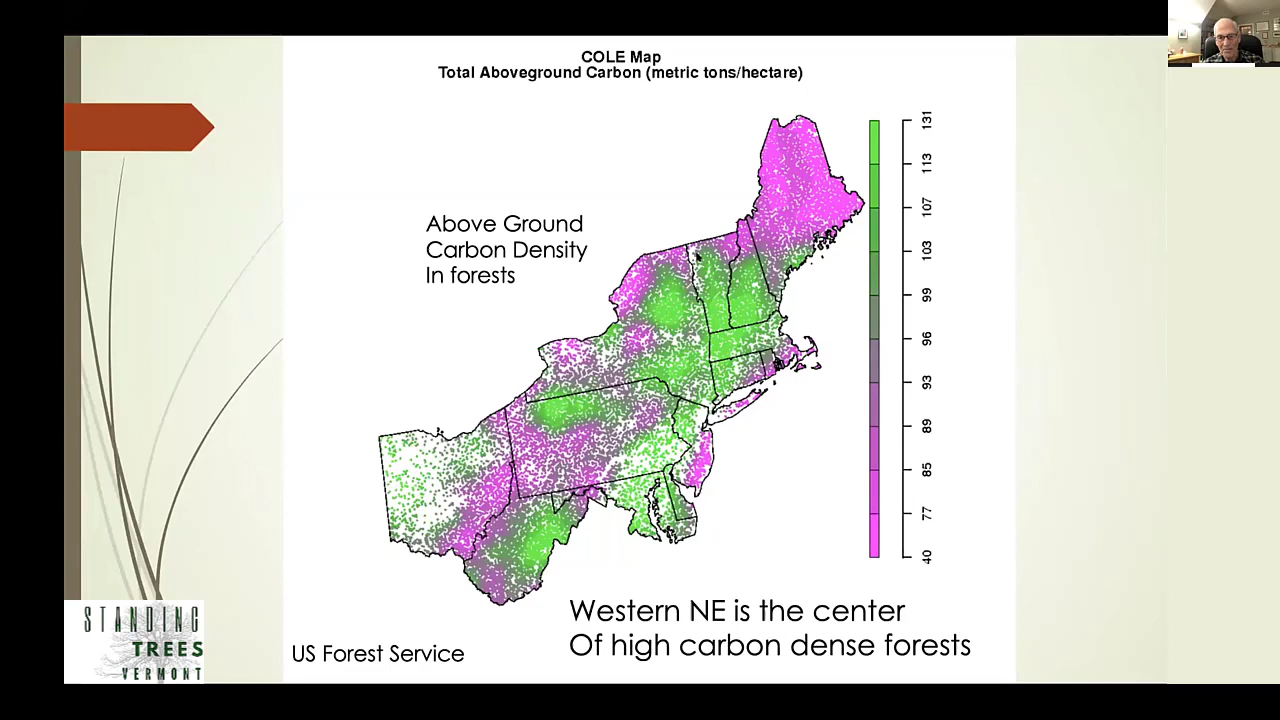 COLE Map
Total Aboveground Carbon (metric tons/hectare)
Above Ground
Carbon Density
In forests
131
113
107
103
99
96
93
89
85
77
40
Western NE is the center
Of high carbon dense forests
US Forest Service
STANDING
TREES
VERMONT